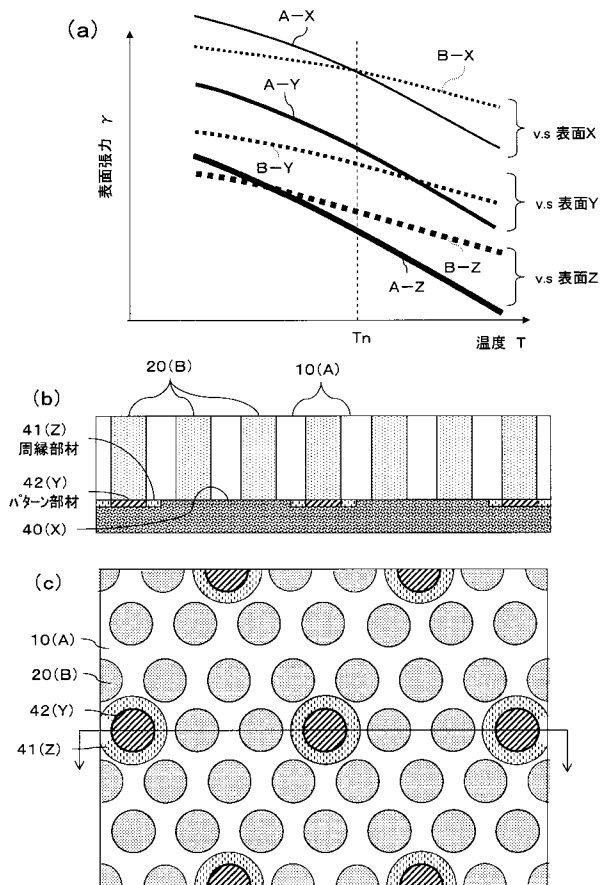 (a)
A-X
B-X
A-Y
B-Y
B-Z
A-Z
表面張力 γ
v.s 表面X
v.s 表面Y
v.s 表面Z
Tn
温度 T
(b)
20(B)
10(A)
41(Z)
周縁部材
42(Y)
パターン部材
40(X)
(c)
10(A)
20(B)
42(Y)
41(Z)